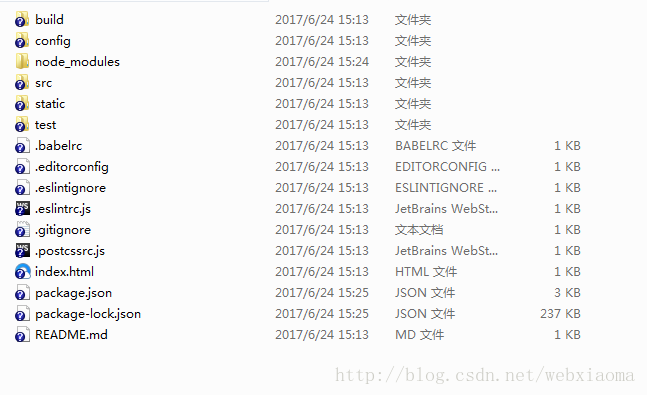 build 2017/6/24 15:13 文件夹
config 2017/6/24 15:13 文件夹
node_modules 2017/6/24 15:24 文件夹
src 2017/6/24 15:13 文件夹
static 2017/6/24 15:13 文件夹
test 2017/6/24 15:13 文件夹
.babelrc 2017/6/24 15:13 BABELRC 文件 1 KB
.editorconfig 2017/6/24 15:13 EDITORCONFIG ... 1 KB
.eslintignore 2017/6/24 15:13 ESLINTIGNORE ... 1 KB
.eslintrc.js 2017/6/24 15:13 JetBrains WebSt... 1 KB
.gitignore 2017/6/24 15:13 文本文档 1 KB
.postcssrc.js 2017/6/24 15:13 JetBrains WebSt... 1 KB
index.html 2017/6/24 15:13 HTML 文件 1 KB
package.json 2017/6/24 15:25 JSON 文件 3 KB
package-lock.json 2017/6/24 15:25 JSON 文件 237 KB
README.md 2017/6/24 15:13 MD 文件 1 KB
http://blog.csdn.net/webxiaoma